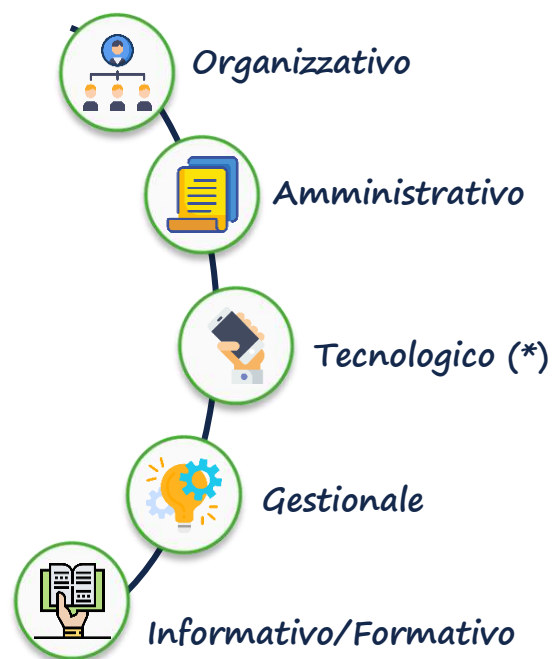 Organizzativo
Amministrativo
Tecnologico (*)
Gestionale
Informativo/Formativo